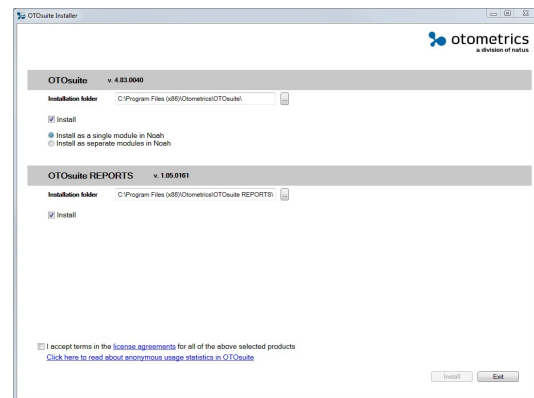 OTOsuite Installer
otometrics
a division of natus
OTOsuite v. 4.83.0040
Installation folder C:\Program Files (x86)\Otometrics\OTOsuite\ ...
Install
Install as a single module in Noah
Install as separate modules in Noah
OTOsuite REPORTS v. 1.05.0161
Installation folder C:\Program Files (x86)\Otometrics\OTOsuite REPORTS\ ...
Install
I accept terms in the license agreements for all of the above selected products
Click here to read about anonymous usage statistics in OTOsuite
Install Exit